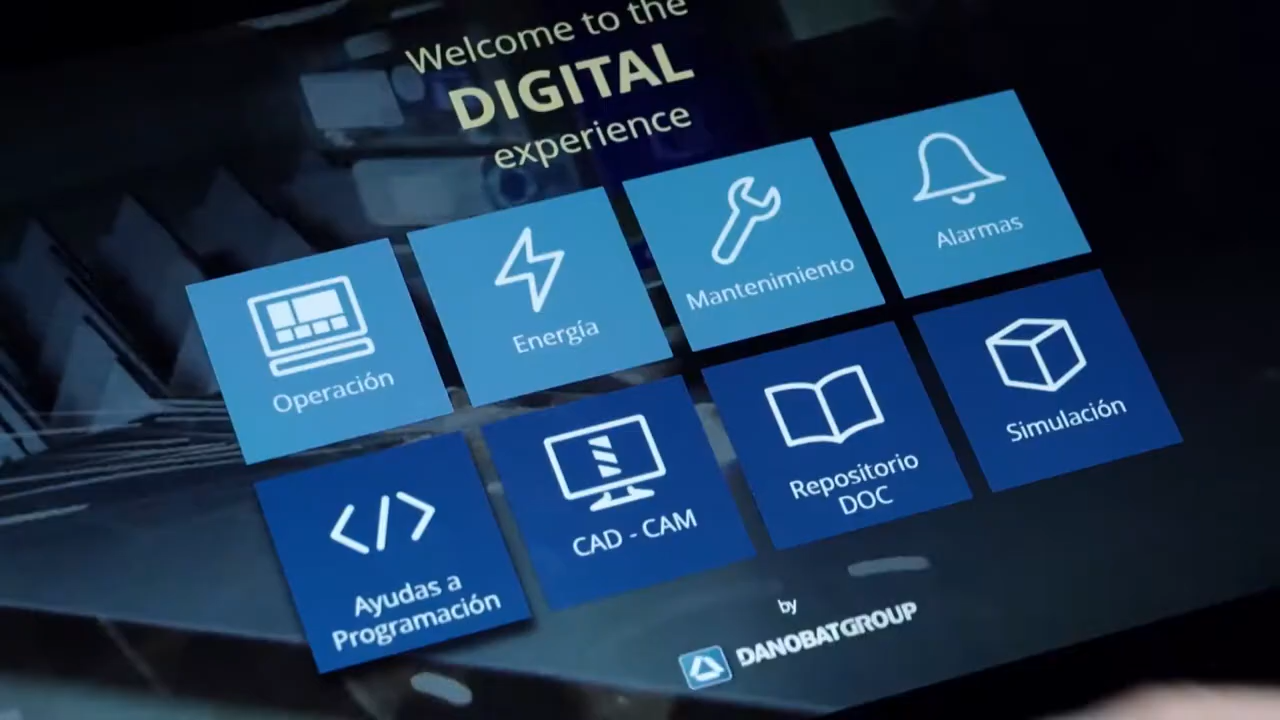 Welcome to the
DIGITAL
experience
Operación
Energía
Mantenimiento
Alarmas
Ayudas a
Programación
CAD - CAM
Repositorio
DOC
Simulación
by
DANOBATGROUP